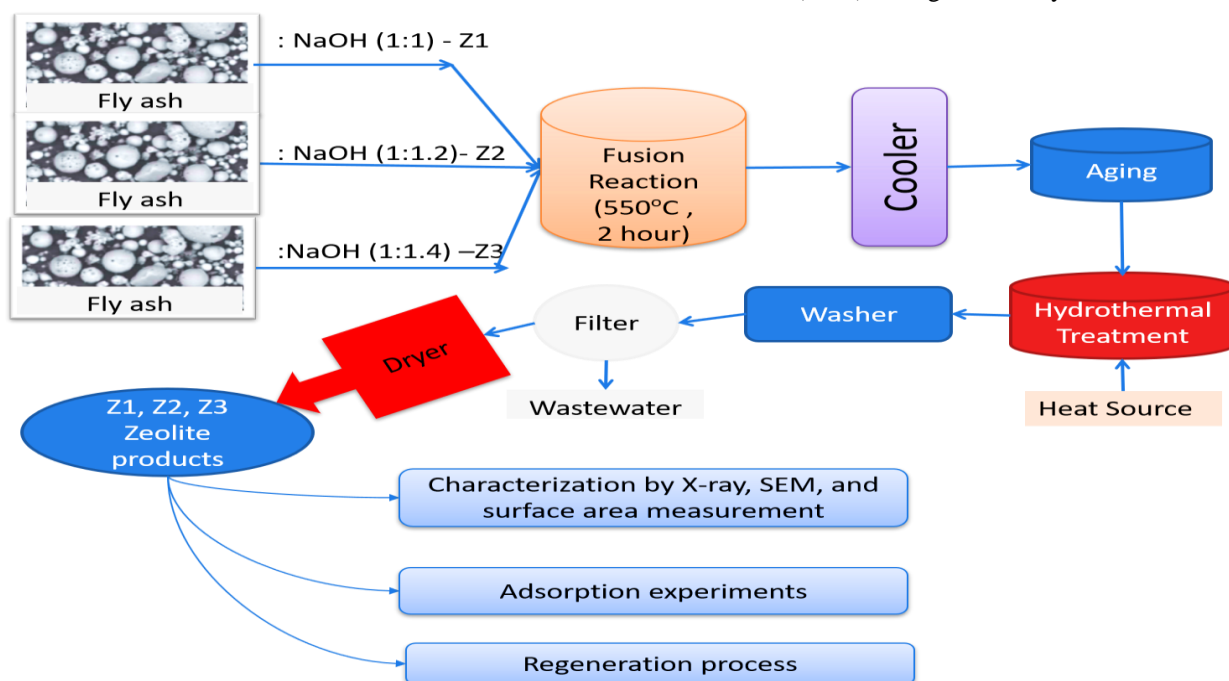 : NaOH (1:1) - Z1
Fly ash
: NaOH (1:1.2)- Z2
Fly ash
:NaOH (1:1.4) –Z3
Fly ash
Fusion
Reaction
(550°C ,
2 hour)
Cooler
Aging
Hydrothermal
Treatment
Heat Source
Washer
Filter
Wastewater
Dryer
Z1, Z2, Z3
Zeolite
products
Characterization by X-ray, SEM, and
surface area measurement
Adsorption experiments
Regeneration process